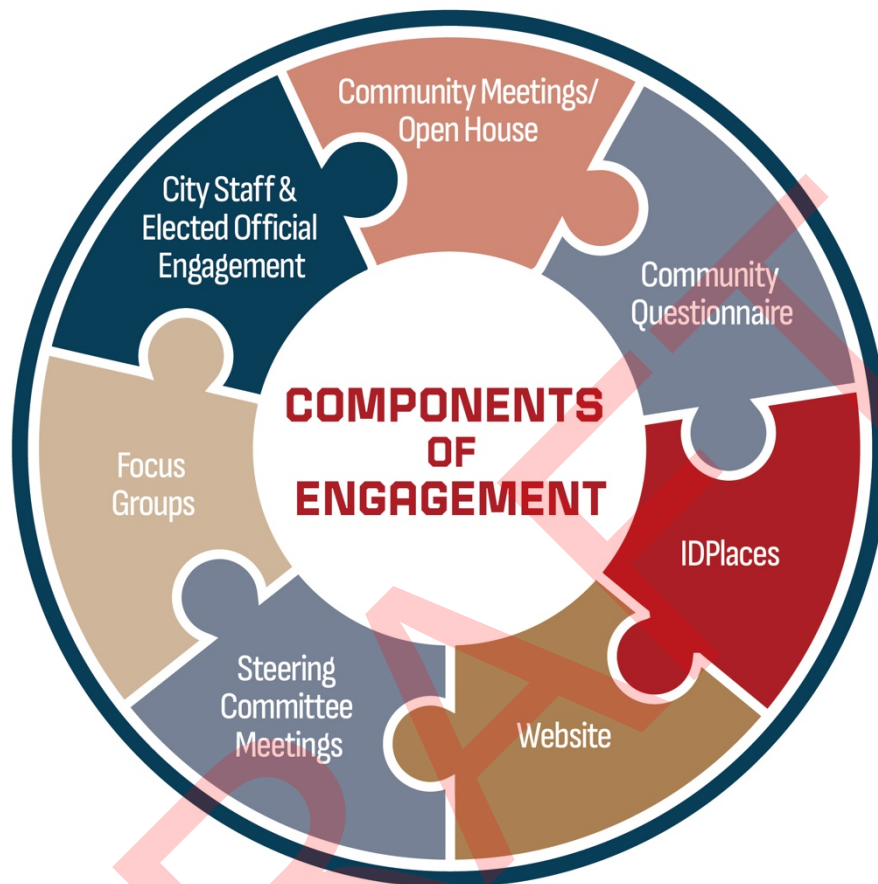 Community Meetings/
Open House
City Staff &
Elected Official
Engagement
Community
Questionnaire
COMPONENTS
OF
ENGAGEMENT
Focus
Groups
IDPlaces
Steering
Committee
Meetings
Website
DRAFT